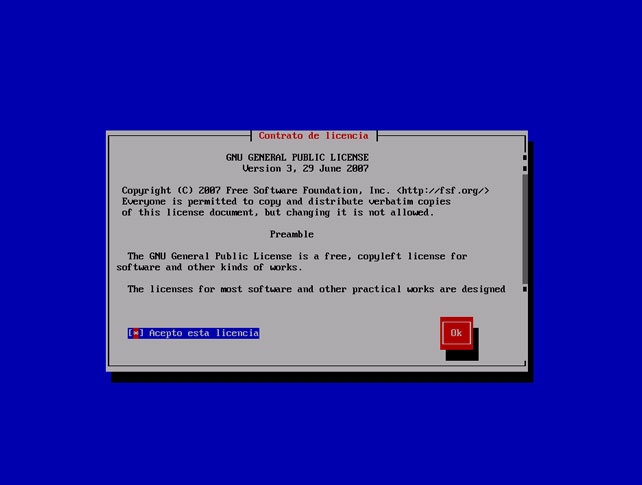 Contrato de licencia
GNU GENERAL PUBLIC LICENSE
Version 3, 29 June 2007
Copyright (C) 2007 Free Software Foundation, Inc. <http://fsf.org/>
Everyone is permitted to copy and distribute verbatim copies
of this license document, but changing it is not allowed.
Preamble
The GNU General Public License is a free, copyleft license for
software and other kinds of works.
The licenses for most software and other practical works are designed
[*] Acepto esta licencia
Ok